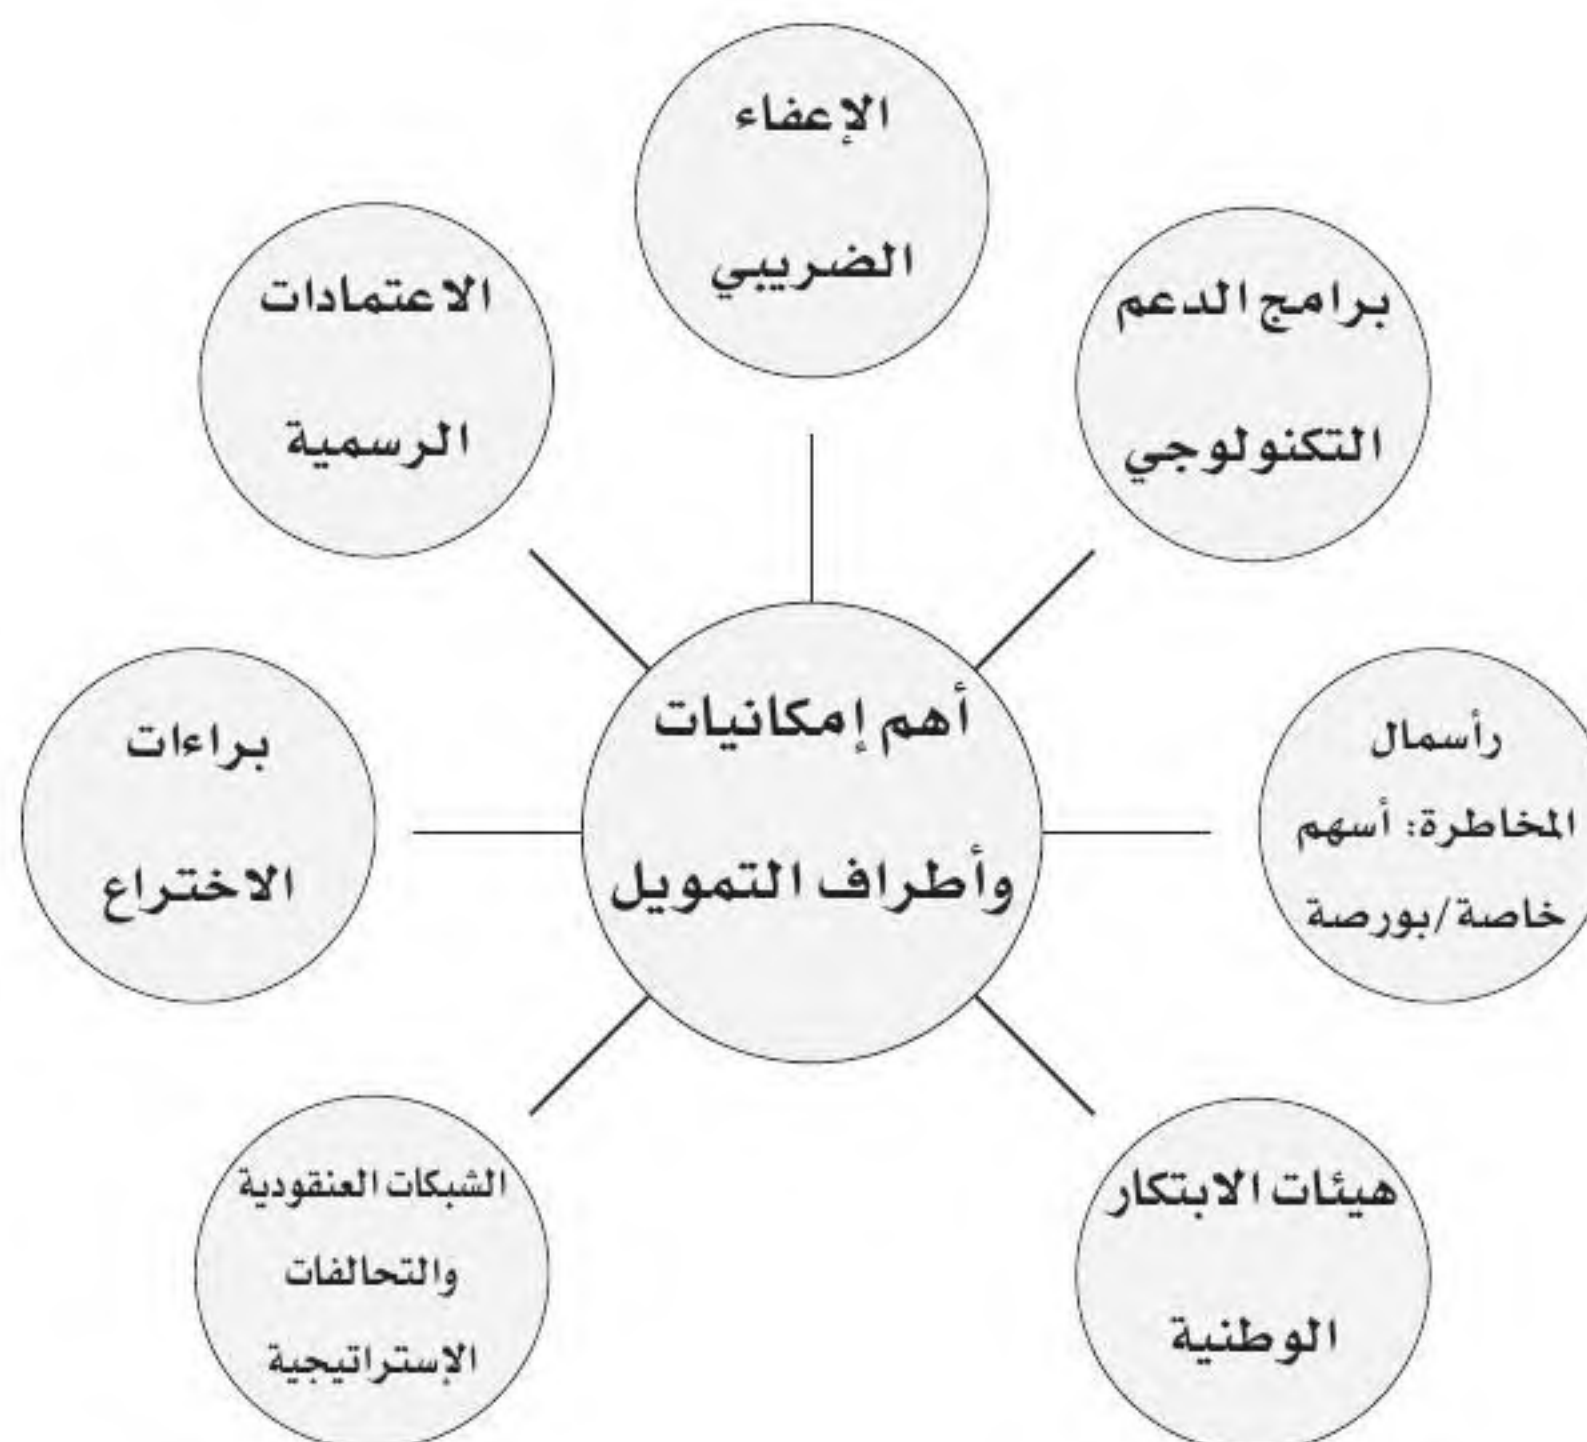 الإعفاء
الضريبي
برامج الدعم
التكنولوجي
رأسمال
المخاطرة: أسهم
خاصة/بورصة
هيئات الابتكار
الوطنية
الشبكات العنقودية
والتحالفات
الإستراتيجية
براءات
الاختراع
الاعتمادات
الرسمية
أهم إمكانيات
وأطراف التمويل